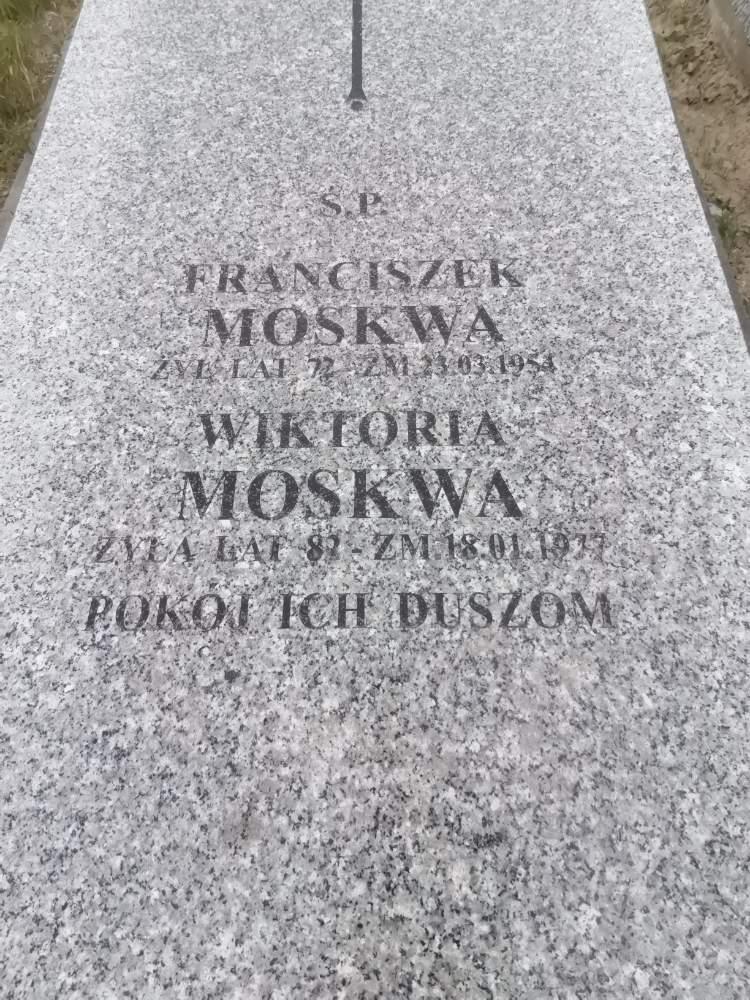 Ś.P.
FRANCISZEK
MOSKWA
ŻYŁ LAT 72 - ZM.23.03.1954
WIKTORIA
MOSKWA
ŻYŁA LAT 82 - ZM.18.01.1977
POKÓJ ICH DUSZOM